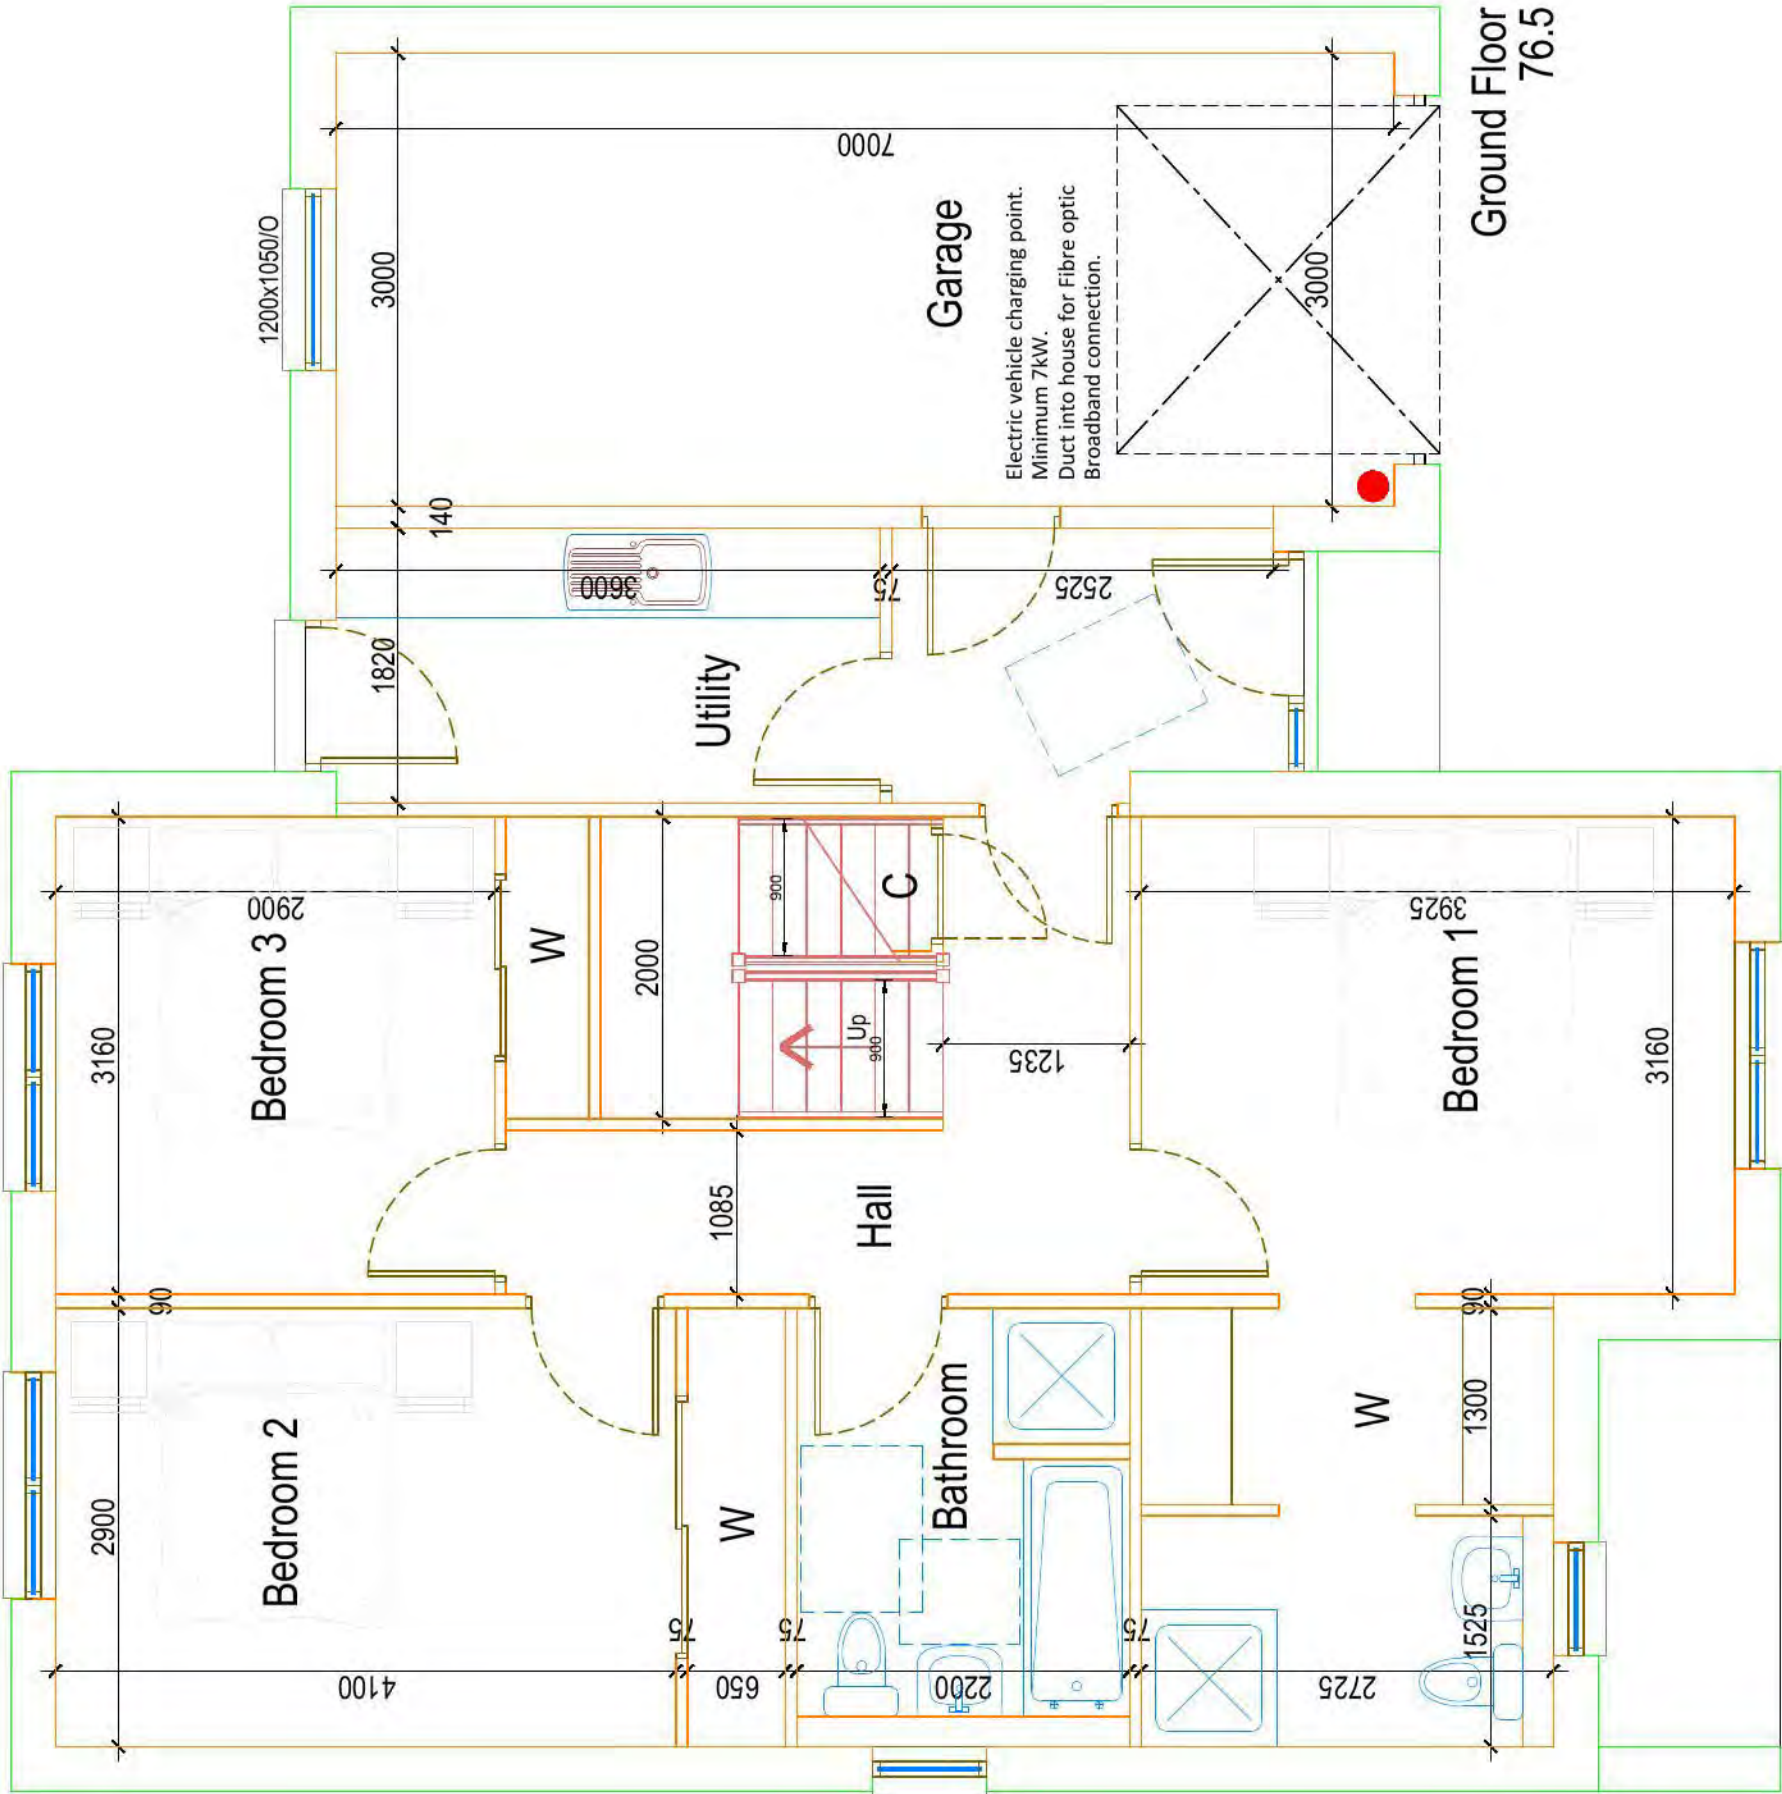 Ground Floor
76.5
1200x1050/O
3000
7000
Garage
Electric vehicle charging point.
Minimum 7kW.
Duct into house for Fibre optic
Broadband connection.
3000
140
3600
75
2525
1820
Utility
Bedroom 3
2900
3160
W
2000
900
C
Up
900
1235
Bedroom 1
3925
3160
1085
Hall
90
90
Bedroom 2
2900
4100
75
W
650
75
Bathroom
2200
75
W
1300
1525
2725